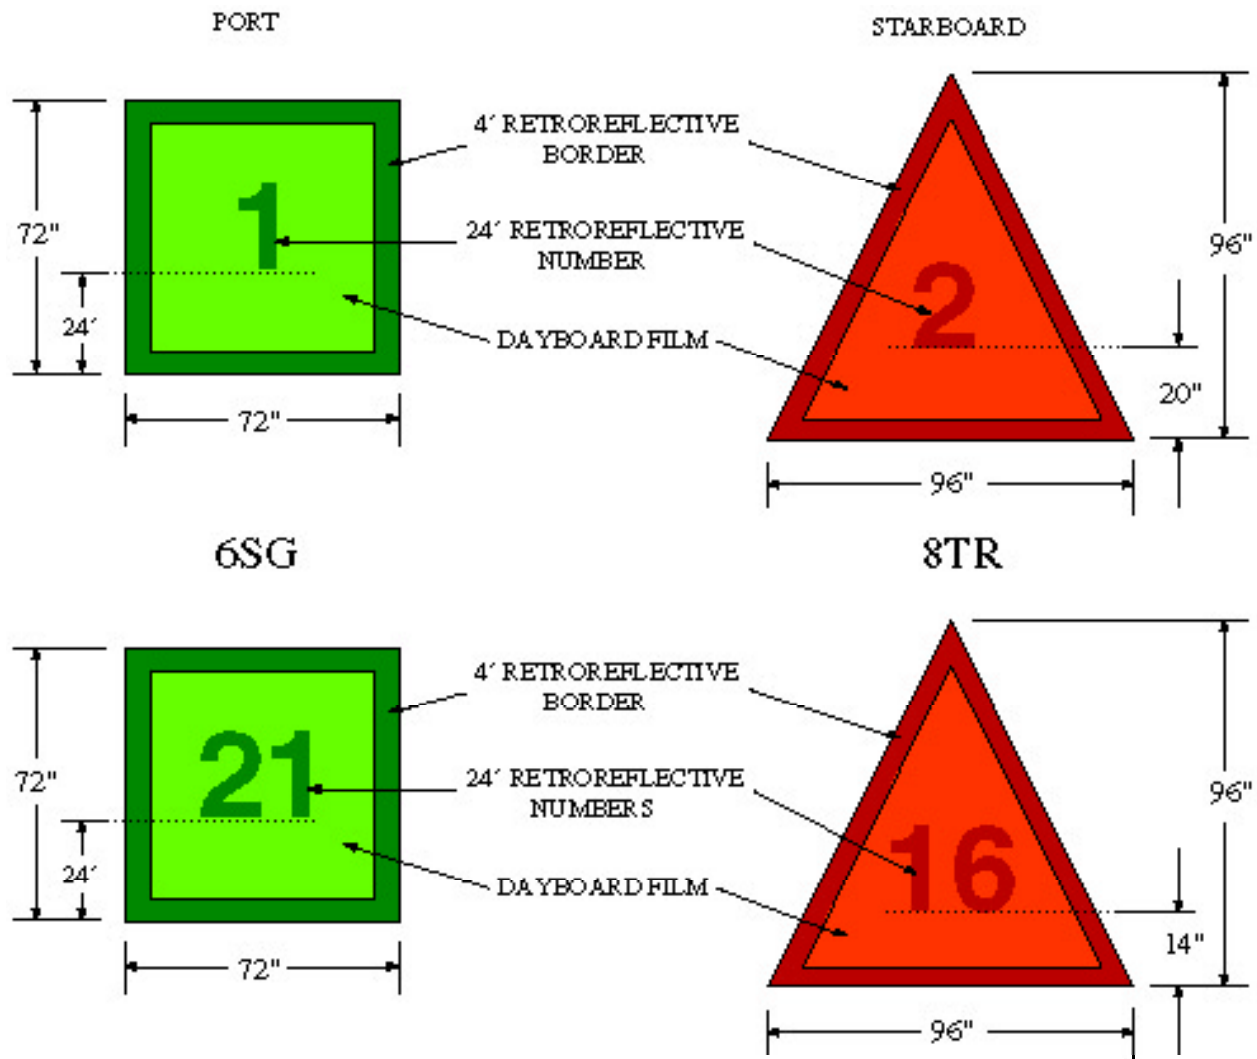 PORT
STARBOARD
4' RETROREFLECTIVE
BORDER
1
72"
24' RETROREFLECTIVE
NUMBER
96"
2
24'
DAYBOARD FILM
20"
72"
96"
6SG
8TR
4' RETROREFLECTIVE
BORDER
21
72"
24' RETROREFLECTIVE
NUMBERS
96"
16
24'
DAYBOARD FILM
14"
72"
96"